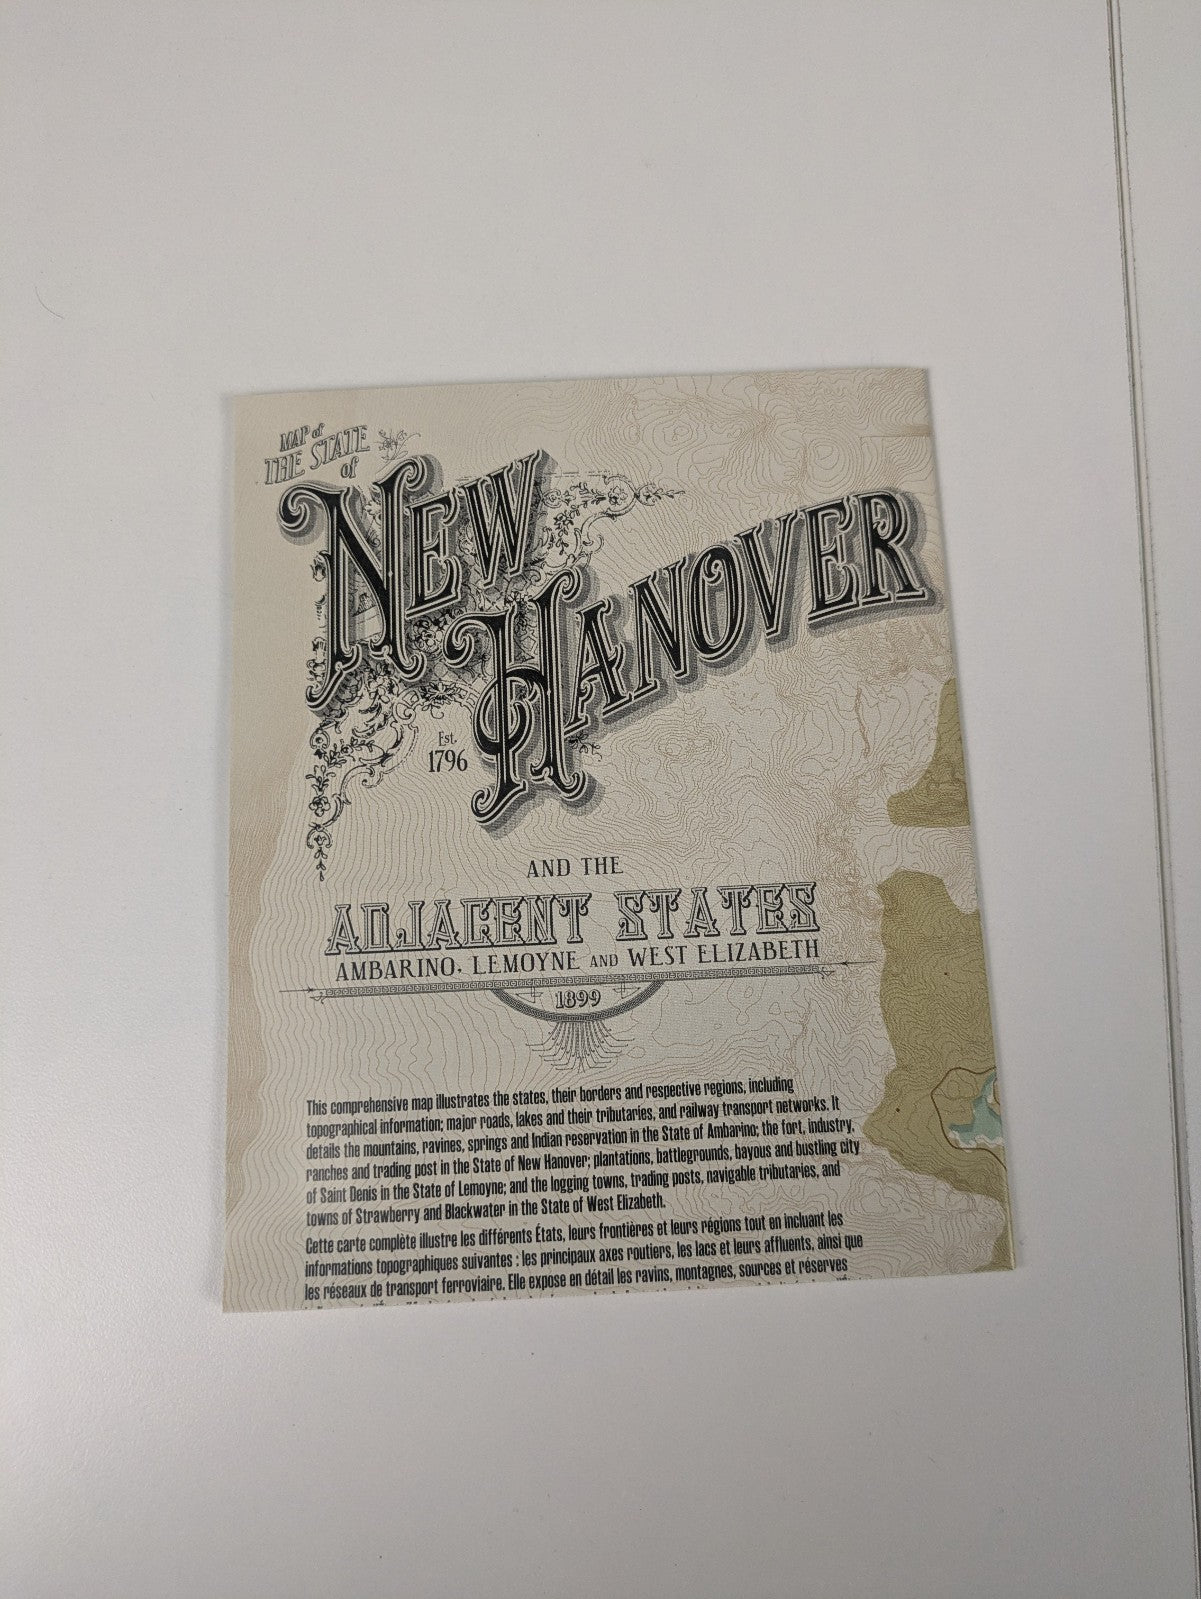 MAP of
THE STATE
of
NEW
HANOVER
Est.
1796
AND THE
ADJACENT STATES
AMBARINO, LEMOYNE AND WEST ELIZABETH
1899
This comprehensive map illustrates the states, their borders and respective regions, including
topographical information; major roads, lakes and their tributaries, and railway transport networks. It
details the mountains, ravines, springs and Indian reservation in the State of Ambarino; the fort, industry,
ranches and trading post in the State of New Hanover; plantations, battlegrounds, bayous and bustling city
of Saint Denis in the State of Lemoyne; and the logging towns, trading posts, navigable tributaries, and
towns of Strawberry and Blackwater in the State of West Elizabeth.
Cette carte complète illustre les différents États, leurs frontières et leurs régions tout en incluant les
informations topographiques suivantes : les principaux axes routiers, les lacs et leurs affluents, ainsi que
les réseaux de transport ferroviaire. Elle expose en détail les ravins, montagnes, sources et réserves